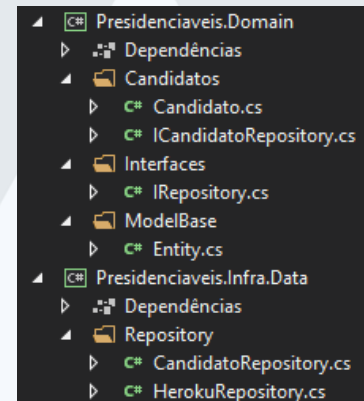 Presidenciaveis.Domain
Dependências
Candidatos
C# Candidato.cs
C# ICandidatoRepository.cs
Interfaces
C# IRepository.cs
ModelBase
C# Entity.cs
C# Presidenciaveis.Infra.Data
Dependências
Repository
C# CandidatoRepository.cs
C# HerokuRepository.cs